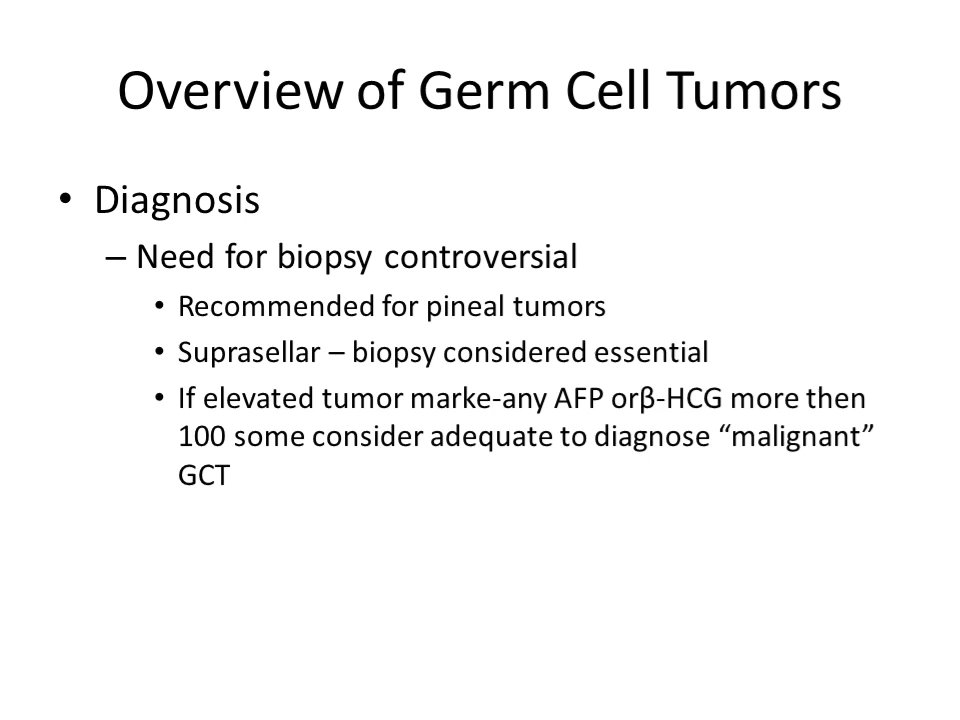 Overview of Germ Cell Tumors
• Diagnosis
– Need for biopsy controversial
• Recommended for pineal tumors
• Suprasellar – biopsy considered essential
• If elevated tumor marke-any AFP orβ-HCG more then
100 some consider adequate to diagnose “malignant”
GCT